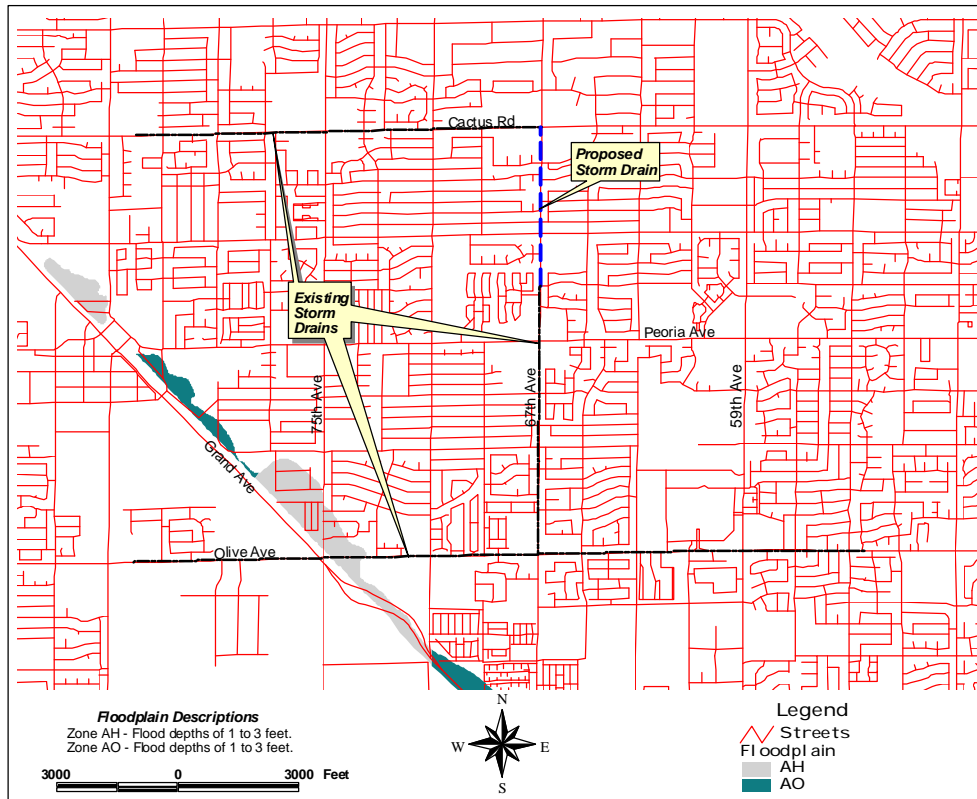 Cactus Rd
Proposed
Storm Drain
Existing
Storm
Drains
Peoria Ave
75th Ave
67th Ave
59th Ave
Grand Ave
Olive Ave
Floodplain Descriptions
Zone AH - Flood depths of 1 to 3 feet.
Zone AO - Flood depths of 1 to 3 feet.
3000 0 3000 Feet
N
W E
S
Legend
Streets
Floodplain
AH
AO